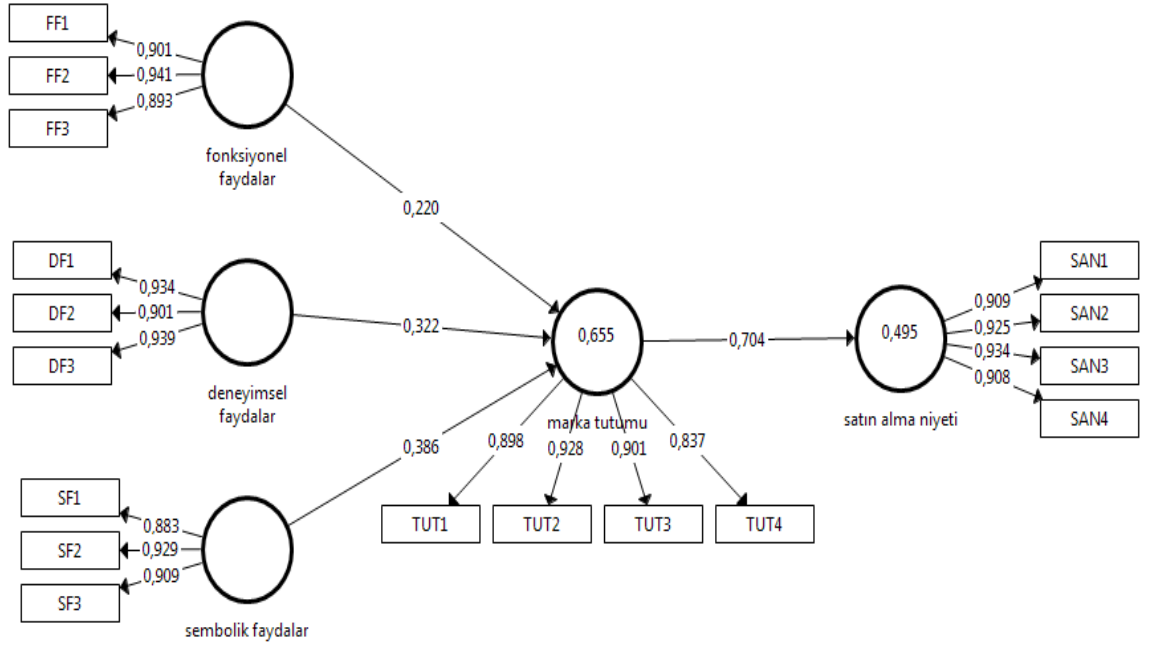 FF1
0,901
FF2
0,941
FF3
0,893
fonksiyonel
faydalar
0,220
DF1
0,934
DF2
0,901
DF3
0,939
deneyimsel
faydalar
0,322
SF1
0,883
SF2
0,929
SF3
0,909
sembolik faydalar
0,386
0,655
marka tutumu
0,898
0,928
0,901
0,837
TUT1
TUT2
TUT3
TUT4
0,704
0,495
satın alma niyeti
0,909
SAN1
0,925
SAN2
0,934
SAN3
0,908
SAN4